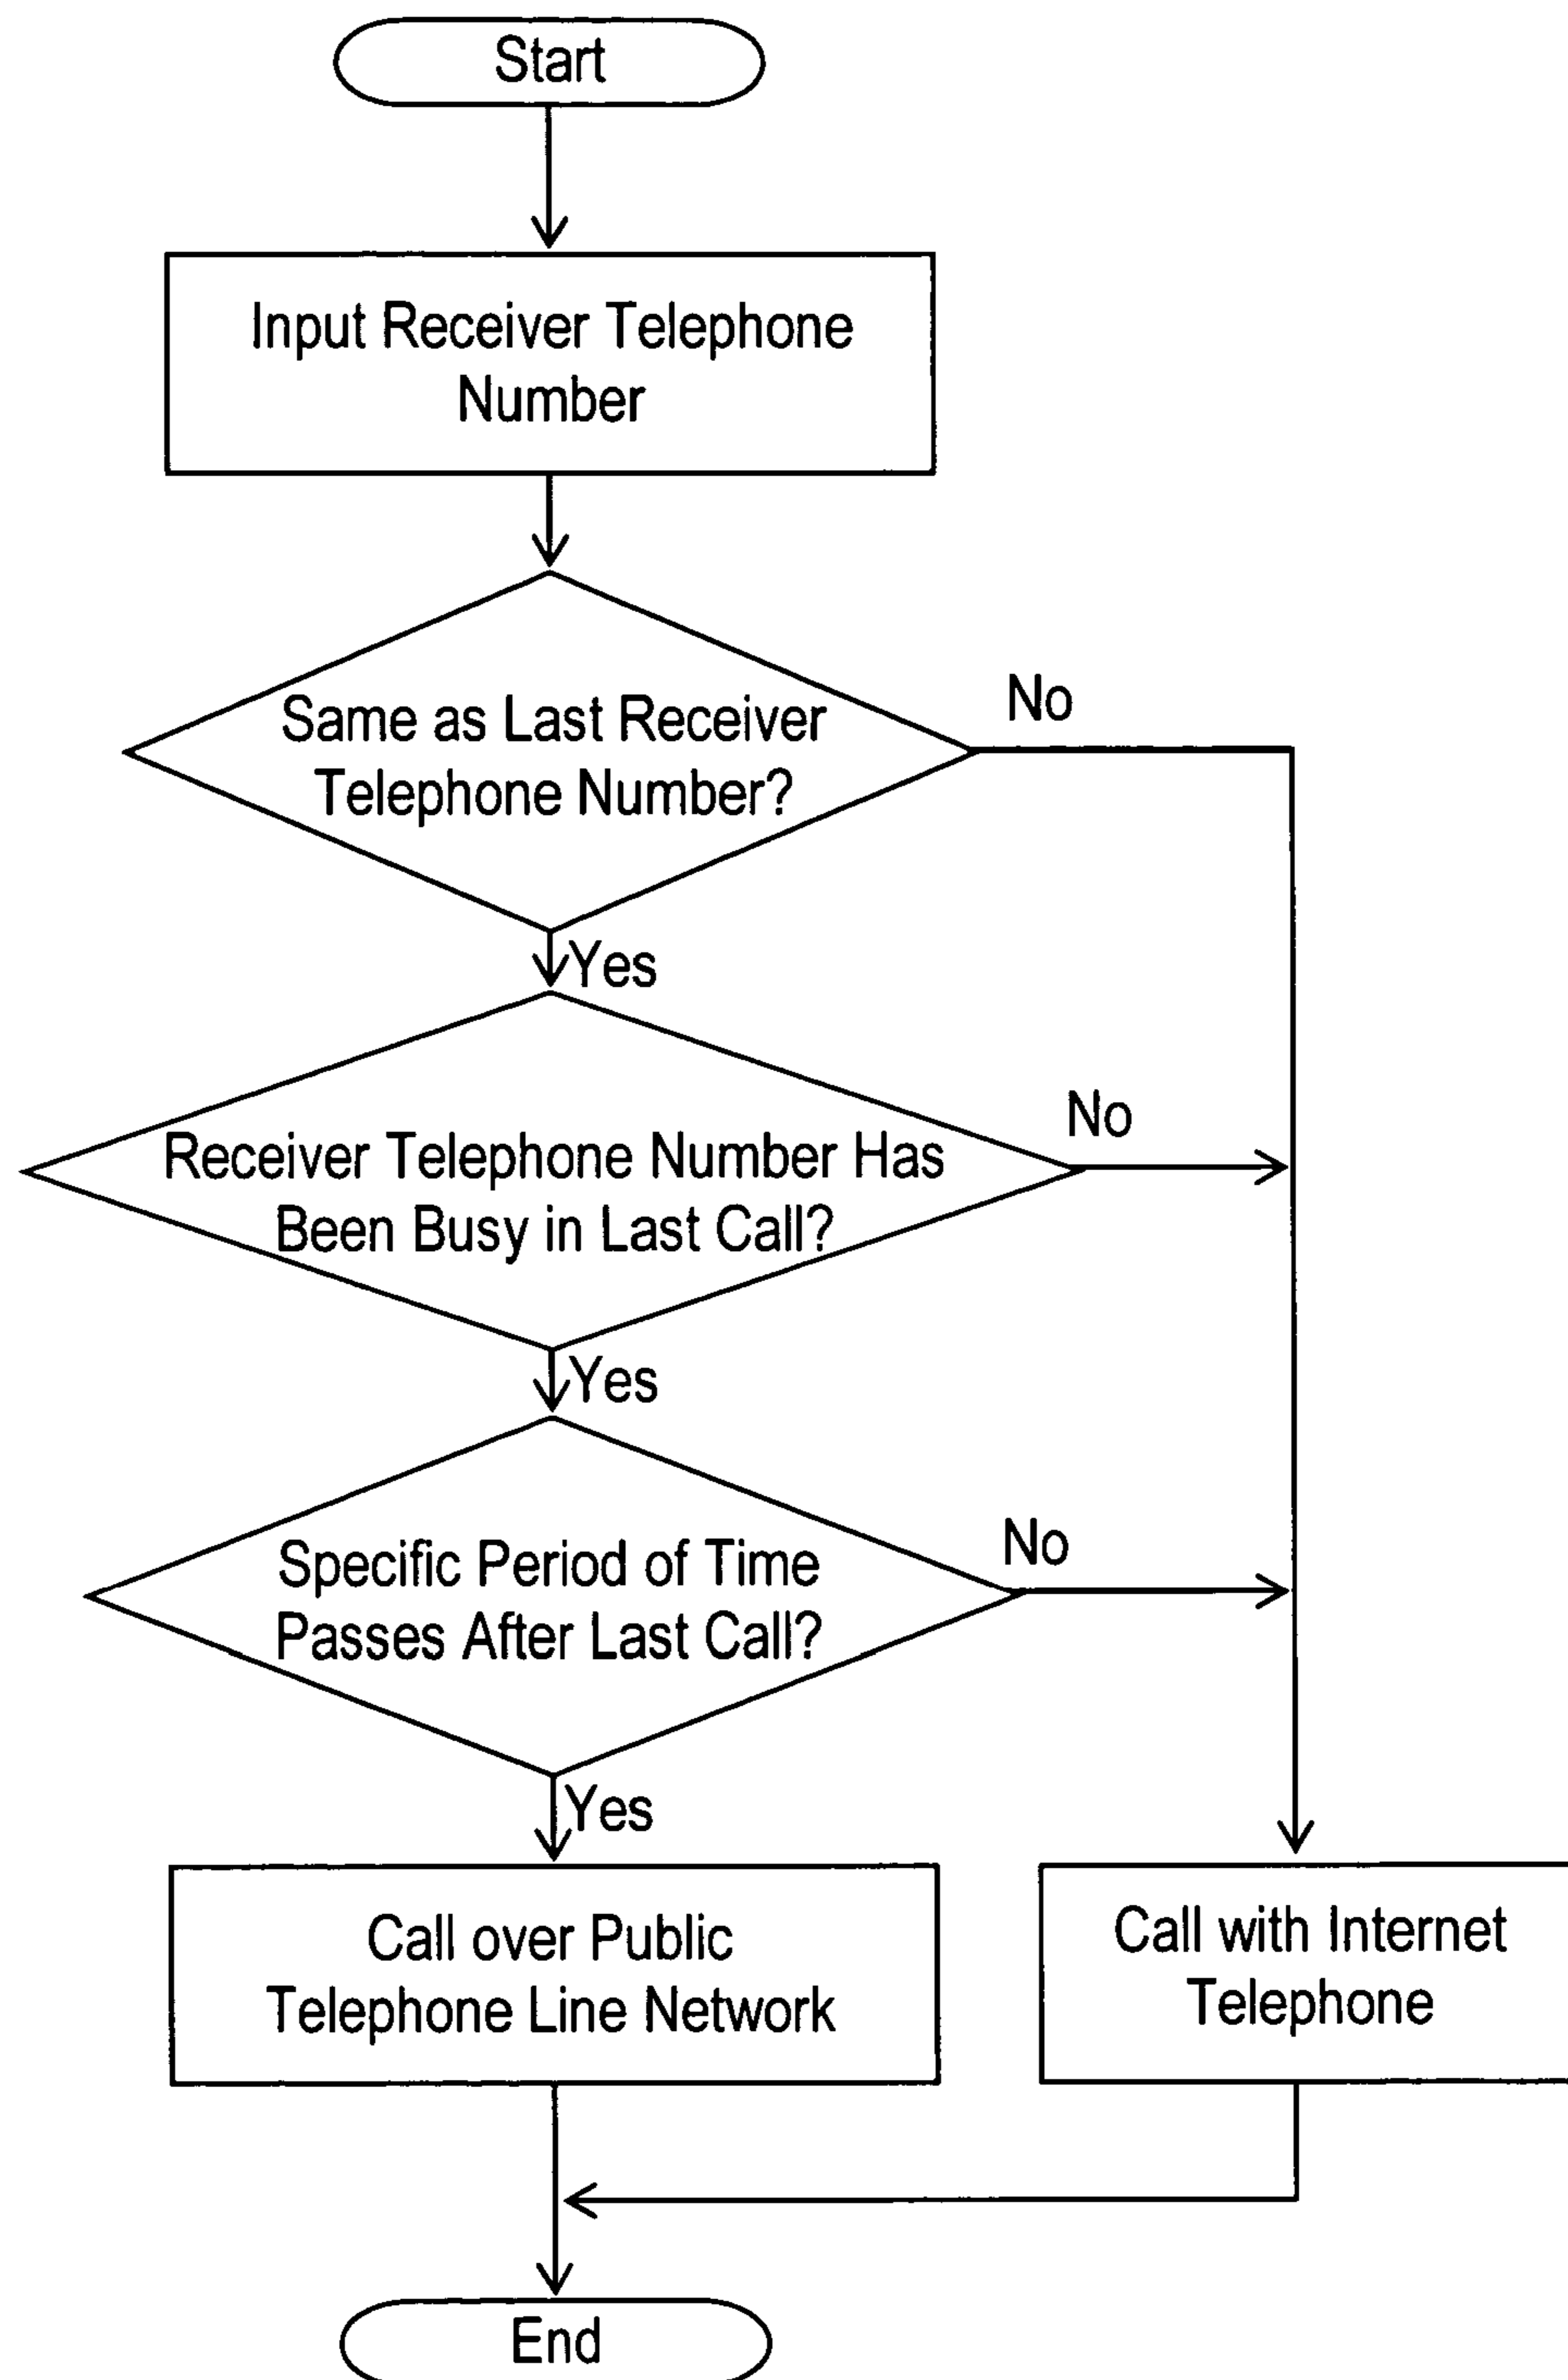 Start
Input Receiver Telephone
Number
Same as Last Receiver
Telephone Number?
No
Yes
Receiver Telephone Number Has
Been Busy in Last Call?
No
Yes
Specific Period of Time
Passes After Last Call?
No
Yes
Call over Public
Telephone Line Network
Call with Internet
Telephone
End